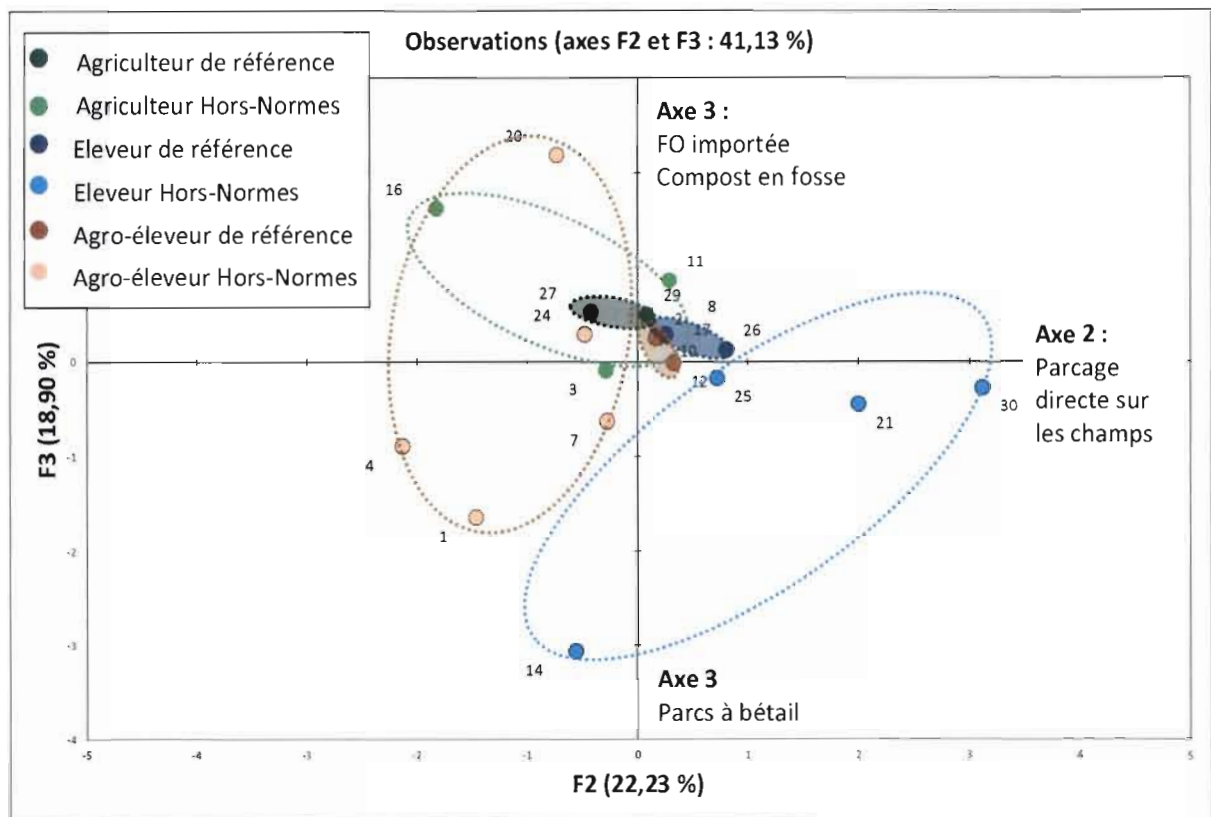 Observations (axes F2 et F3 : 41,13 %)
Agriculteur de référence
Agriculteur Hors-Normes
Eleveur de référence
Eleveur Hors-Normes
Agro-éleveur de référence
Agro-éleveur Hors-Normes
Axe 3 :
FO importée
Compost en fosse
20
16
11
27
29
8
24
17
26
10
12
25
3
7
4
1
21
30
14
Axe 2 :
Parcage
directe sur
les champs
Axe 3
Parcs à bétail
F3 (18,90 %)
0
-1
-2
-3
-4
-5
-4
-3
-2
-1
0
1
2
3
4
5
F2 (22,23 %)